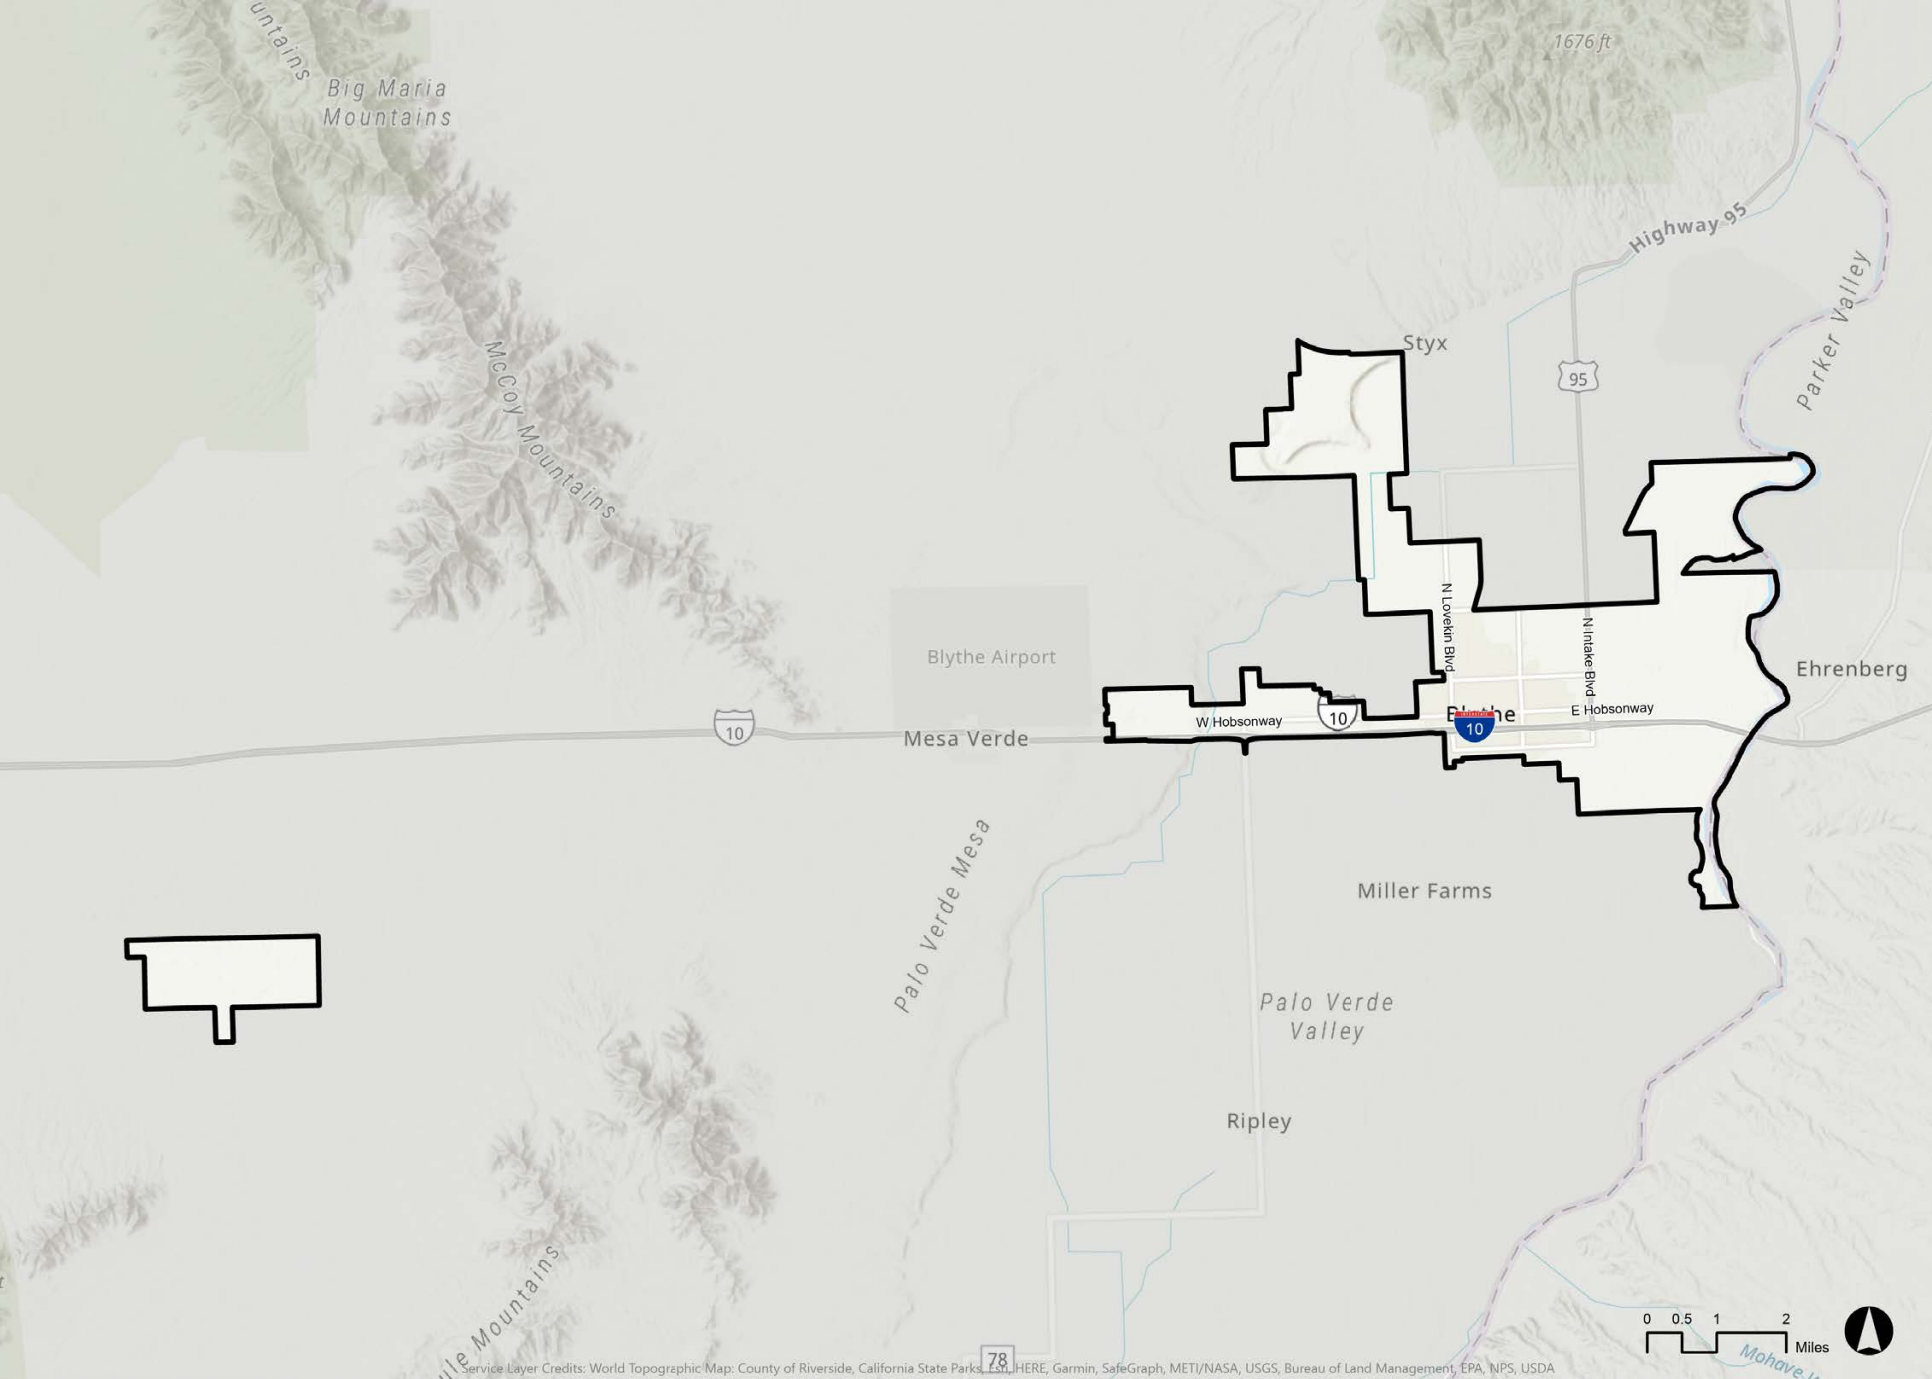 untains
1676 ft
Big Maria
Mountains
Highway 95
Parker Valley
Styx
McCoy Mountains
95
N Lovekin Blvd
N Intake Blvd
Blythe Airport
Ehrenberg
W Hobsonway
10
E Hobsonway
10
10
Mesa Verde
Palo Verde Mesa
Miller Farms
Palo Verde
Valley
Ripley
ule Mountains
0 0.5 1 2
Miles
78
Mohave
Service Layer Credits: World Topographic Map: County of Riverside, California State Parks, Esri, HERE, Garmin, SafeGraph, METI/NASA, USGS, Bureau of Land Management, EPA, NPS, USDA